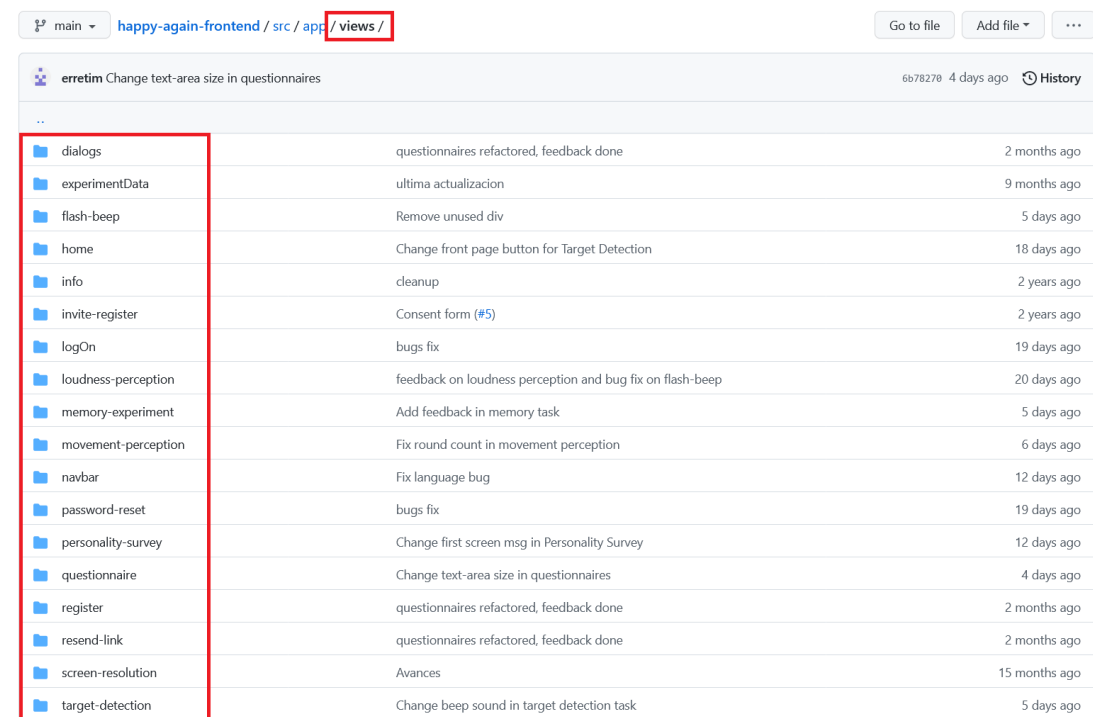 main happy-again-frontend / src / app / views / Go to file Add file ...
erretim Change text-area size in questionnaires 6b78270 4 days ago History
..
dialogs questionnaires refactored, feedback done 2 months ago
experimentData ultima actualizacion 9 months ago
flash-beep Remove unused div 5 days ago
home Change front page button for Target Detection 18 days ago
info cleanup 2 years ago
invite-register Consent form (#5) 2 years ago
logOn bugs fix 19 days ago
loudness-perception feedback on loudness perception and bug fix on flash-beep 20 days ago
memory-experiment Add feedback in memory task 5 days ago
movement-perception Fix round count in movement perception 6 days ago
navbar Fix language bug 12 days ago
password-reset bugs fix 19 days ago
personality-survey Change first screen msg in Personality Survey 12 days ago
questionnaire Change text-area size in questionnaires 4 days ago
register questionnaires refactored, feedback done 2 months ago
resend-link questionnaires refactored, feedback done 2 months ago
screen-resolution Avances 15 months ago
target-detection Change beep sound in target detection task 5 days ago